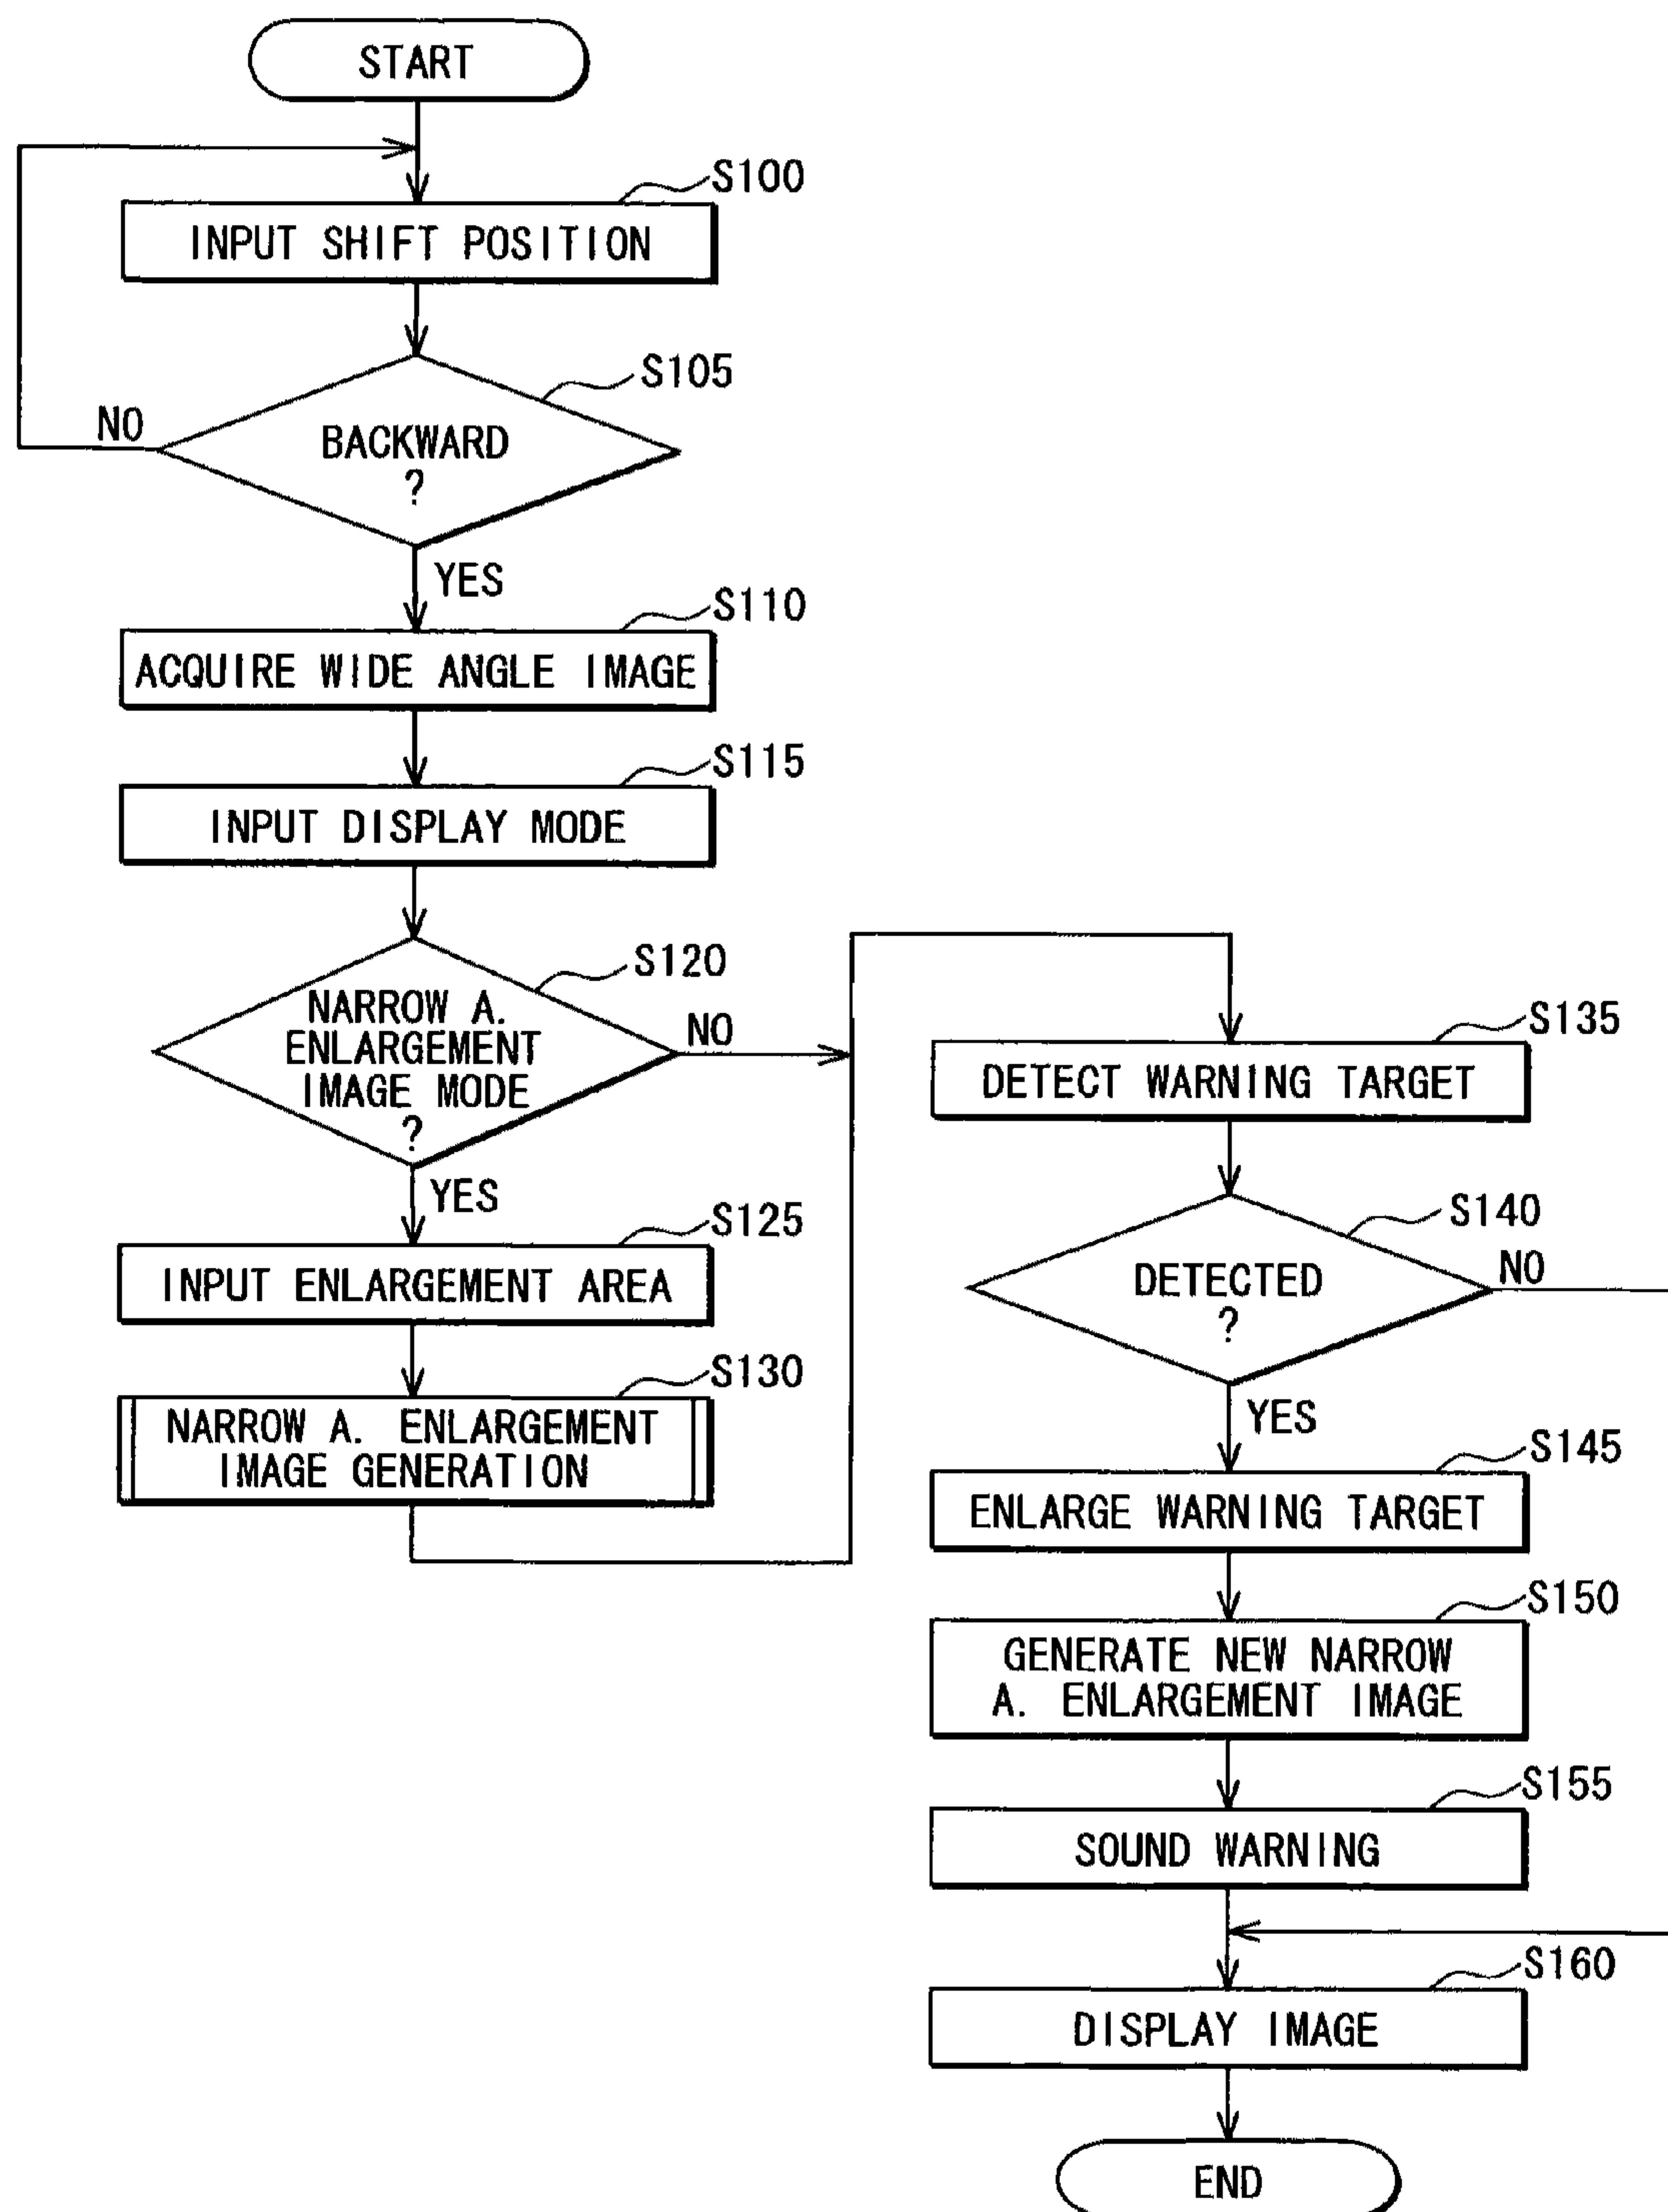 START
S100
INPUT SHIFT POSITION
S105
NO
BACKWARD
?
YES
S110
ACQUIRE WIDE ANGLE IMAGE
S115
INPUT DISPLAY MODE
S120
NARROW A.
ENLARGEMENT
IMAGE MODE
?
NO
YES
S125
INPUT ENLARGEMENT AREA
S130
NARROW A. ENLARGEMENT
IMAGE GENERATION
S135
DETECT WARNING TARGET
S140
DETECTED
?
NO
YES
S145
ENLARGE WARNING TARGET
S150
GENERATE NEW NARROW
A. ENLARGEMENT IMAGE
S155
SOUND WARNING
S160
DISPLAY IMAGE
END